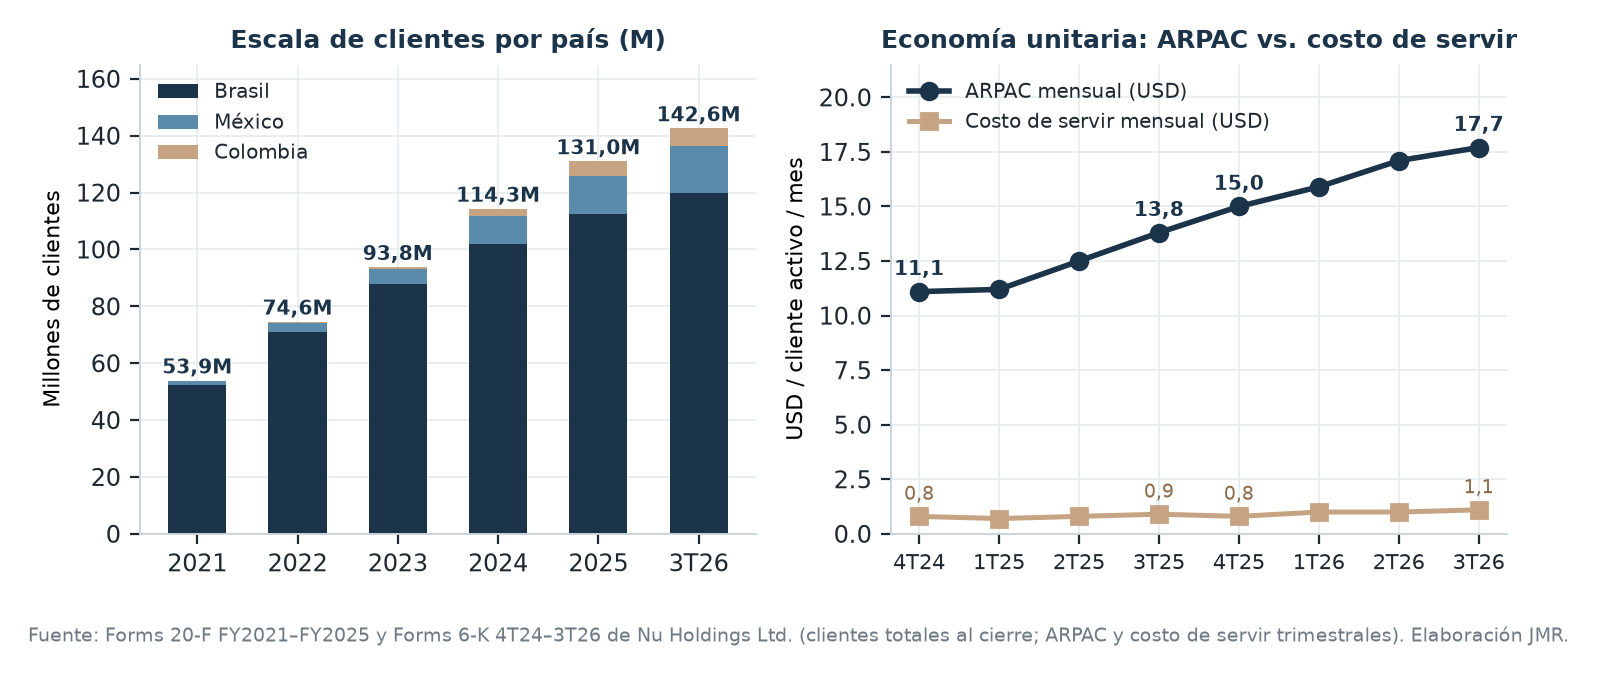 Escala de clientes por país (M)
Millones de clientes
160
140
120
100
80
60
40
20
0
Brasil
México
Colombia
53,9M
74,6M
93,8M
114,3M
131,0M
142,6M
2021
2022
2023
2024
2025
3T26
Economía unitaria: ARPAC vs. costo de servir
USD / cliente activo / mes
20.0
17.5
15.0
12.5
10.0
7.5
5.0
2.5
0.0
ARPAC mensual (USD)
Costo de servir mensual (USD)
11,1
13,8
15,0
17,7
0,8
0,9
0,8
1,1
4T24
1T25
2T25
3T25
4T25
1T26
2T26
3T26
Fuente: Forms 20-F FY2021–FY2025 y Forms 6-K 4T24–3T26 de Nu Holdings Ltd. (clientes totales al cierre; ARPAC y costo de servir trimestrales). Elaboración JMR.